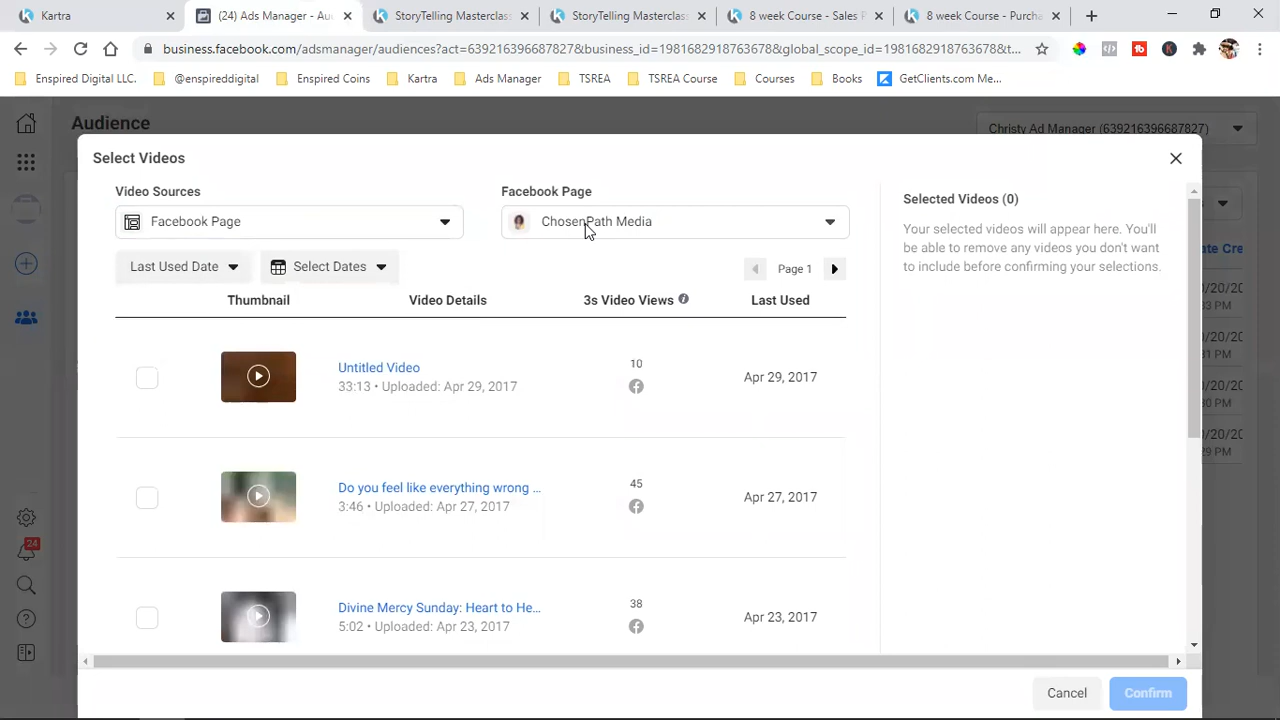 Kartra
(24) Ads Manager - Au
StoryTelling Masterclass
StoryTelling Masterclass
8 week Course - Sales P
8 week Course - Purcha
business.facebook.com/adsmanager/audiences?act=639216396687827&business_id=198168291876367&global_scope_id=1981682918763678&t...
Enspired Digital LLC.
@enspireddigital
Enspired Coins
Kartra
Ads Manager
TSREA
TSREA Course
Courses
Books
GetClients.com Me...
Audience
Christy Ad Manager (639216396687827)
Select Videos
Video Sources
Facebook Page
Facebook Page
ChosenPath Media
Selected Videos (0)
Your selected videos will appear here. You'll
be able to remove any videos you don't want
to include before confirming your selections.
Last Used Date
Select Dates
Page 1
Thumbnail
Video Details
3s Video Views
Last Used
Untitled Video
33:13 • Uploaded: Apr 29, 2017
10
Apr 29, 2017
Do you feel like everything wrong ...
3:46 • Uploaded: Apr 27, 2017
45
Apr 27, 2017
Divine Mercy Sunday: Heart to He...
5:02 • Uploaded: Apr 23, 2017
38
Apr 23, 2017
24
Cancel
Confirm